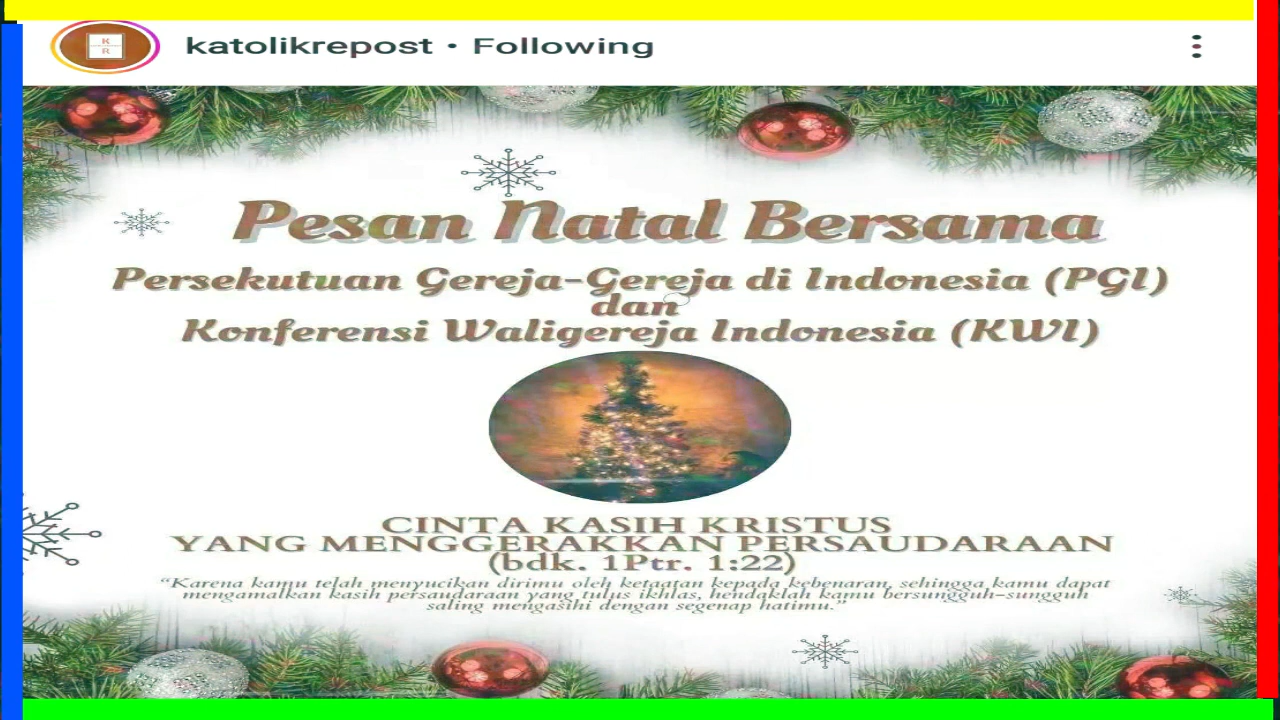 K
R
katolikrepost • Following
Pesan Natal Bersama
Persekutuan Gereja-Gereja di Indonesia (PGI)
dan
Konferensi Waligereja Indonesia (KWI)
CINTA KASIH KRISTUS
YANG MENGGERAKKAN PERSAUDARAAN
(bdk. 1Ptr. 1:22)
"Karena kamu telah menyucikan dirimu oleh ketaatan kepada kebenaran, sehingga kamu dapat
mengamalkan kasih persaudaraan yang tulus ikhlas, hendaklah kamu bersungguh-sungguh
saling mengasihi dengan segenap hatimu."